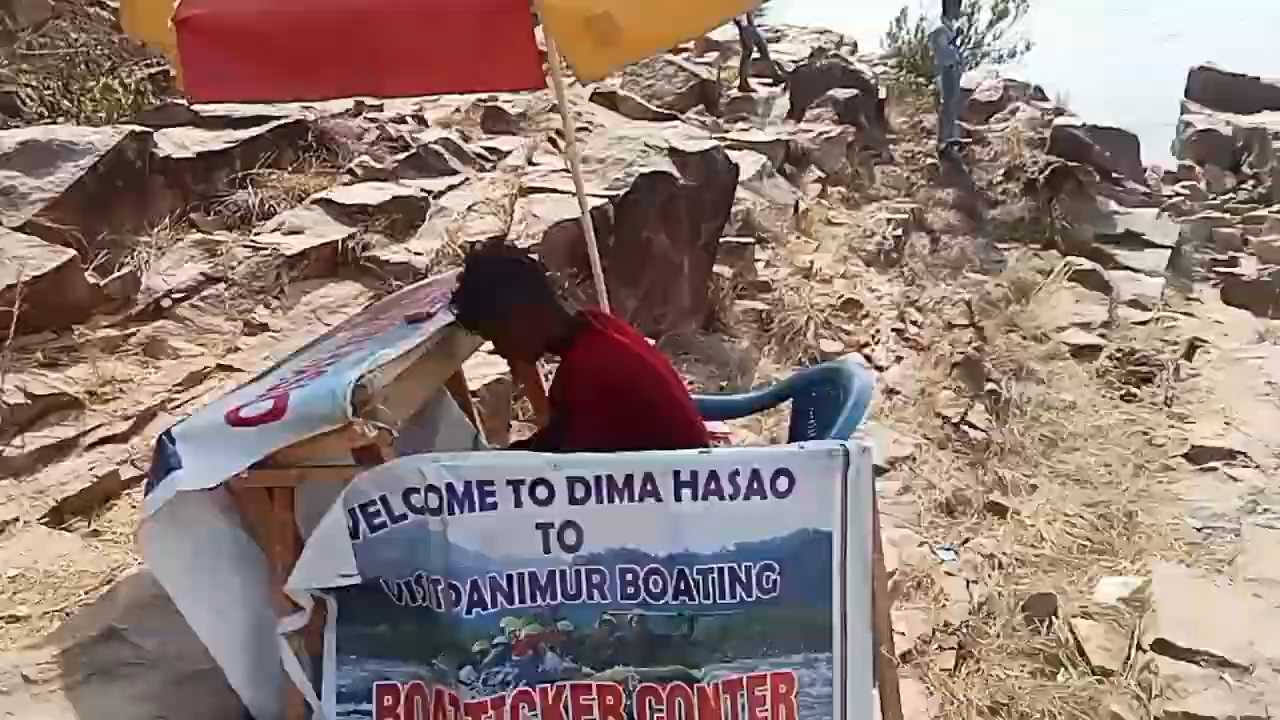 WELCOME TO DIMA HASAO
TO
VISIT PANIMUR BOATING
BOAT TICKER CONTER